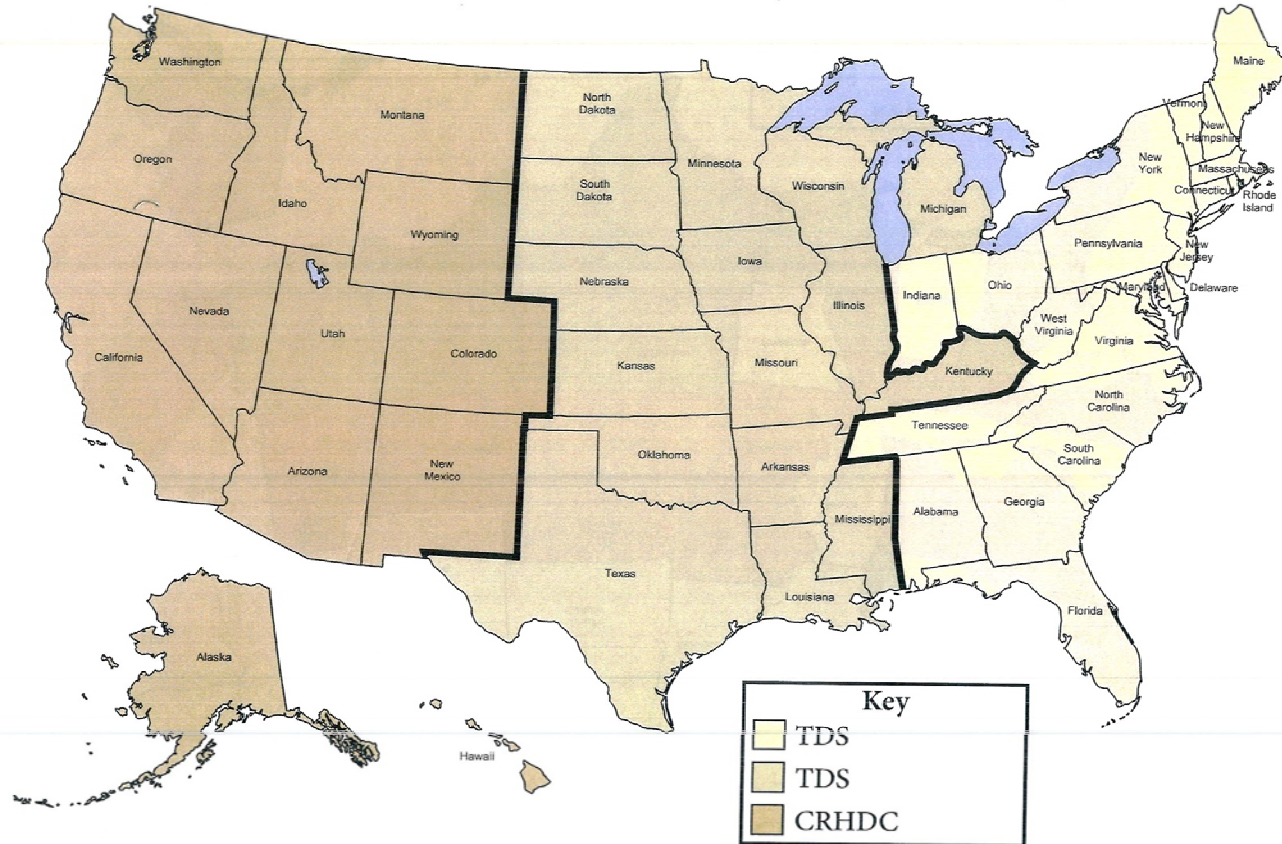 Washington
Montana
North
Dakota
Minnesota
Maine
Vermont
New
Hampshire
Oregon
Idaho
South
Dakota
Wisconsin
Michigan
New
York
Massachusetts
Connecticut
Rhode
Island
Wyoming
Pennsylvania
New
Jersey
Nebraska
Iowa
Illinois
Indiana
Ohio
Maryland
Delaware
Nevada
Utah
West
Virginia
Virginia
California
Colorado
Kansas
Missouri
Kentucky
North
Carolina
Tennessee
Arizona
New
Mexico
Oklahoma
Arkansas
South
Carolina
Georgia
Mississippi
Alabama
Texas
Louisiana
Florida
Alaska
Hawaii
Key
TDS
TDS
CRHDC